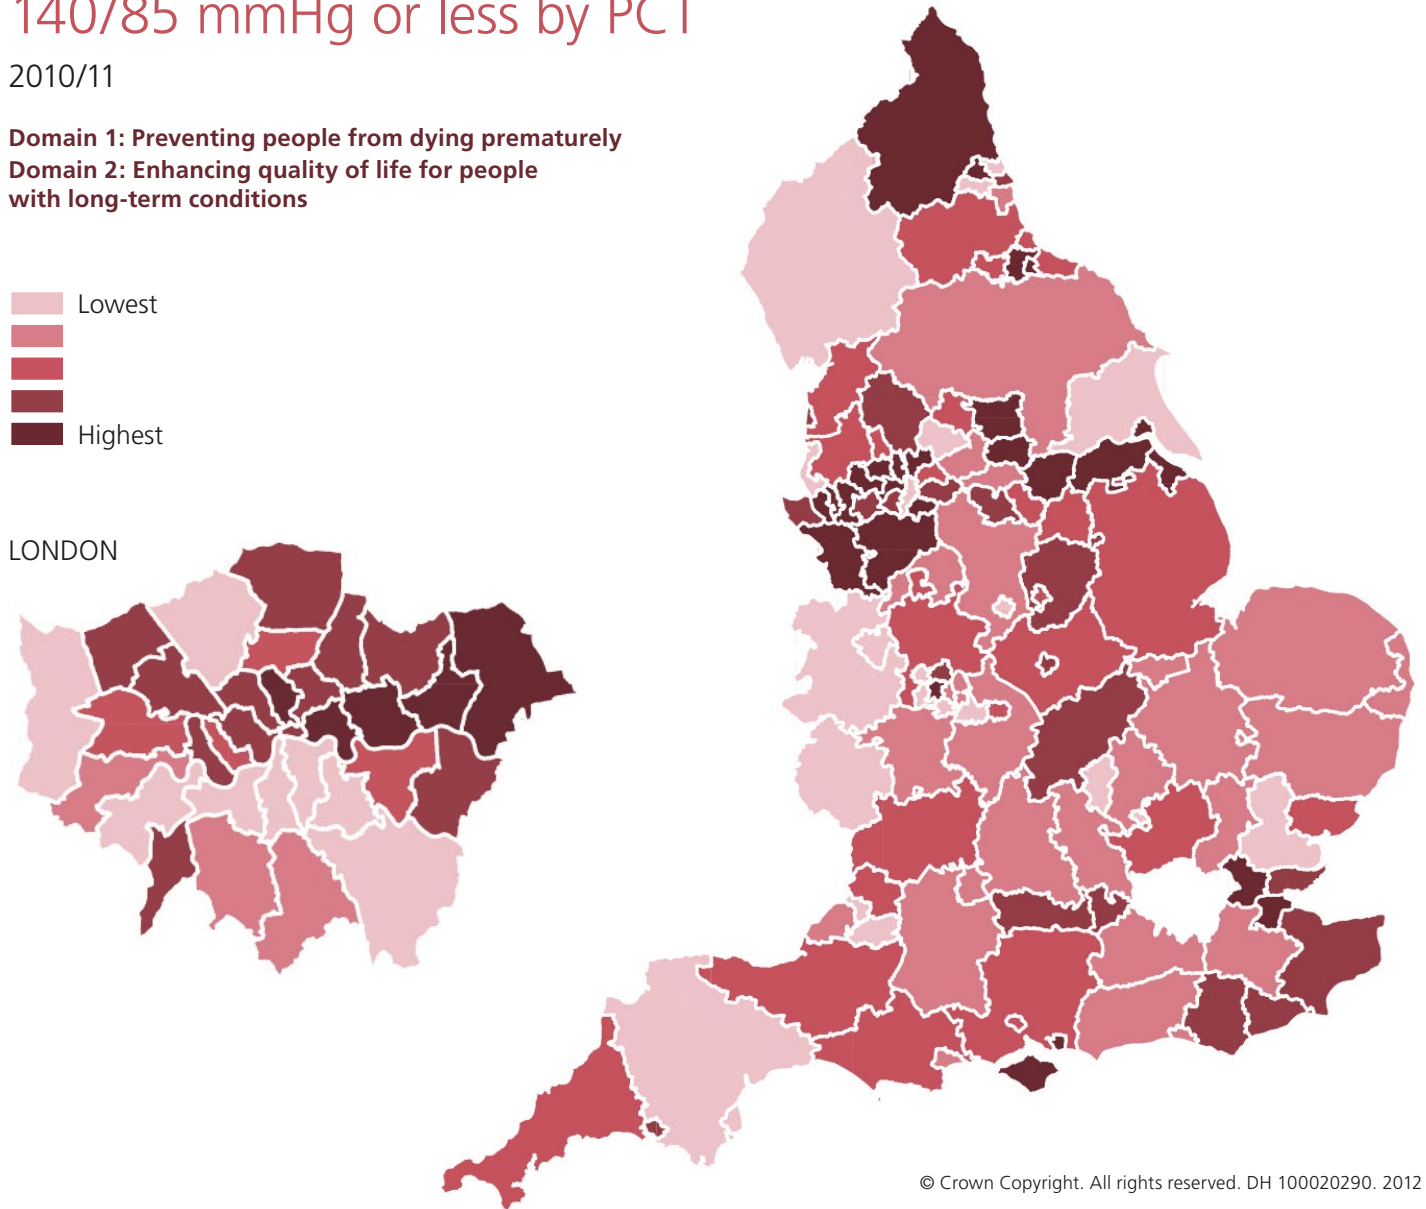 140/85 mmHg or less by PCT
2010/11
Domain 1: Preventing people from dying prematurely
Domain 2: Enhancing quality of life for people
with long-term conditions
Lowest
Highest
LONDON
© Crown Copyright. All rights reserved. DH 100020290. 2012